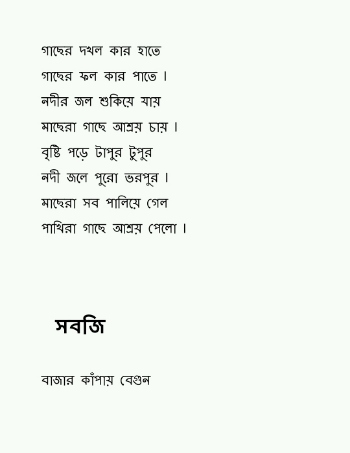 গাছের দখল কার হাতে
গাছের ফল কার পাতে ।
নদীর জল শুকিয়ে যায়
মাছেরা গাছে আশ্রয় চায় ।
বৃষ্টি পড়ে টাপুর টুপুর
নদী জলে পুরো ভরপুর ।
মাছেরা সব পালিয়ে গেল
পাখিরা গাছে আশ্রয় পেলো ।
সবজি
বাজার কাঁপায় বেগুন